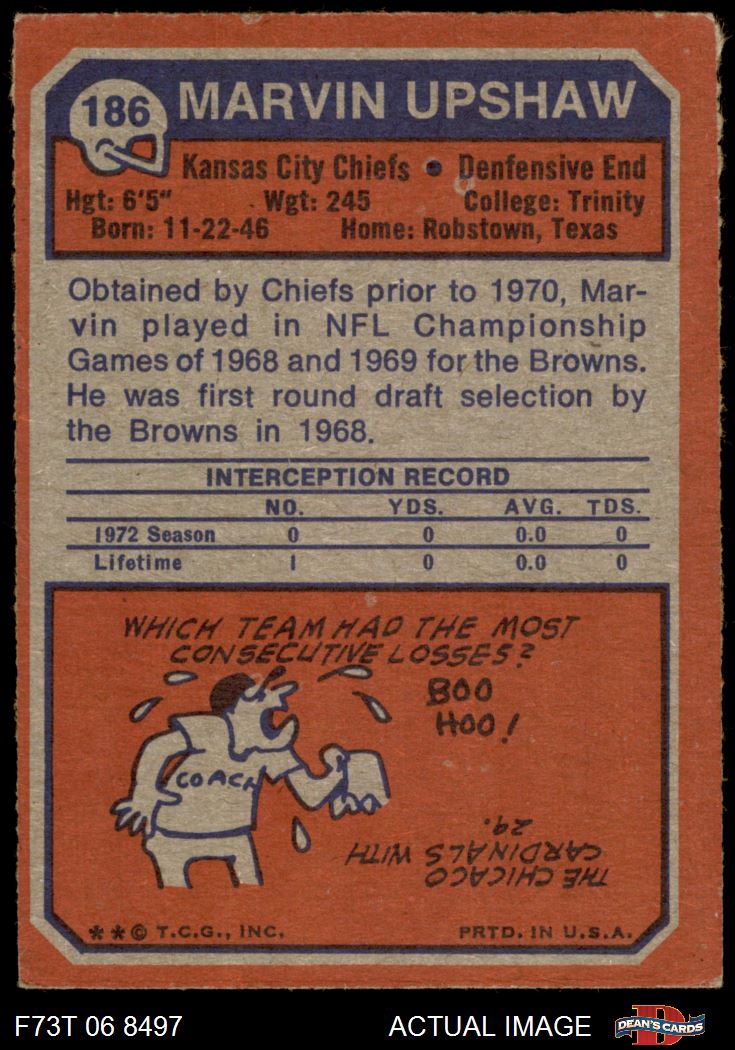 186
MARVIN UPSHAW
Kansas City Chiefs • Denfensive End
Hgt: 6'5" Wgt: 245 College: Trinity
Born: 11-22-46 Home: Robstown, Texas
Obtained by Chiefs prior to 1970, Mar-
vin played in NFL Championship
Games of 1968 and 1969 for the Browns.
He was first round draft selection by
the Browns in 1968.
INTERCEPTION RECORD
NO. YDS. AVG. TDS.
1972 Season 0 0 0.0 0
Lifetime 1 0 0.0 0
WHICH TEAM HAD THE MOST
CONSECUTIVE LOSSES?
BOO
HOO!
COACH
THE CHICAGO
CARDINALS WITH
29.
** © T.C.G., INC. PRTD. IN U.S.A.
F73T 06 8497 ACTUAL IMAGE
D
DEAN'S CARDS